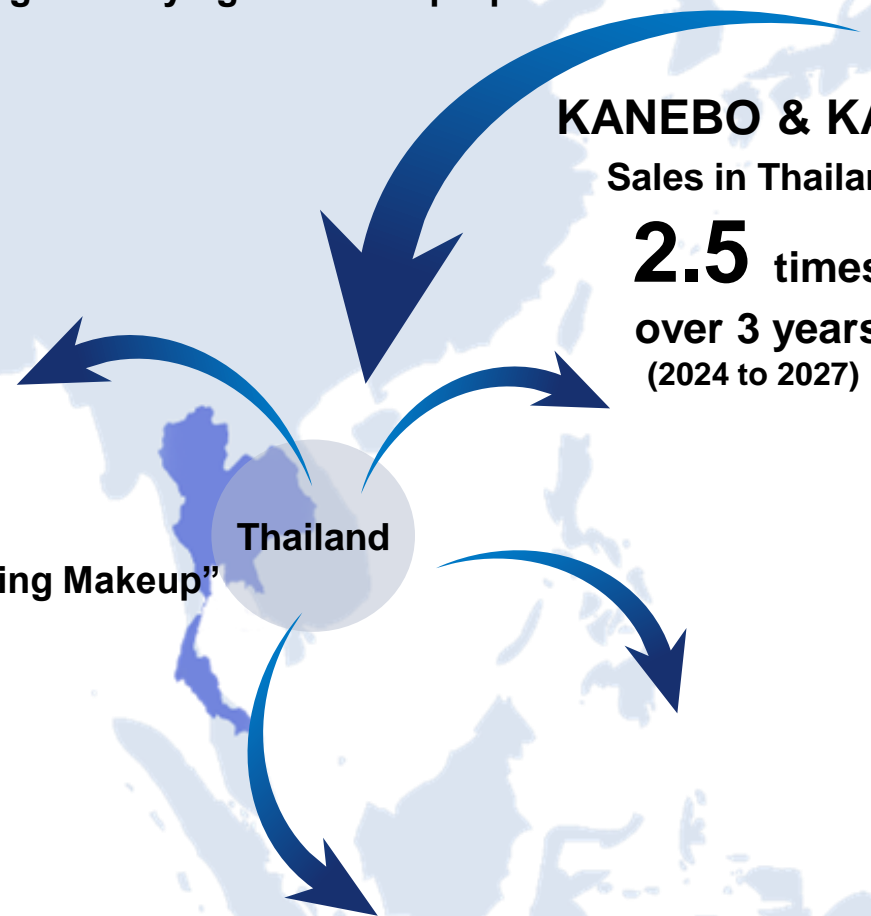 KANEBO & KA
Sales in Thailan
2.5 times
over 3 years
(2024 to 2027)
Thailand
ing Makeup”